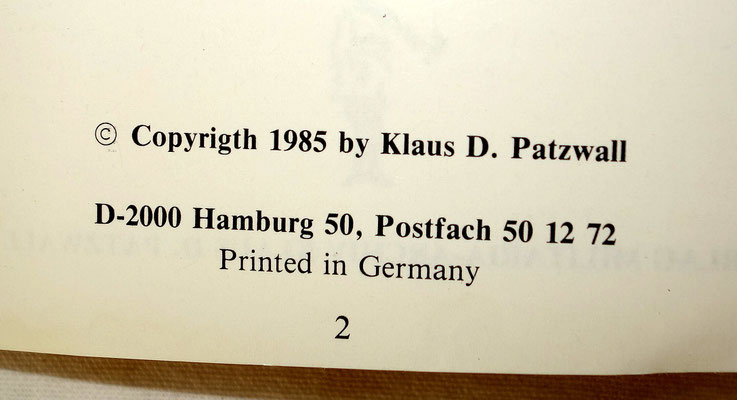 © Copyrigth 1985 by Klaus D. Patzwall
D-2000 Hamburg 50, Postfach 50 12 72
Printed in Germany
2